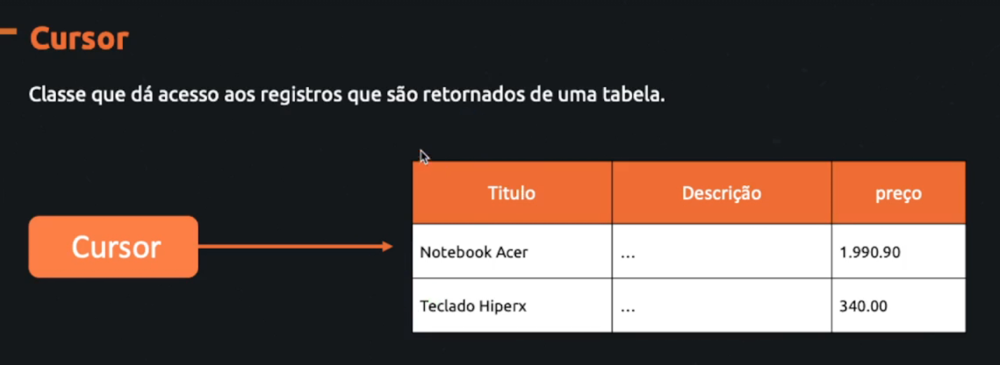 Cursor
Classe que dá acesso aos registros que são retornados de uma tabela.
Cursor
Titulo Descrição preço
Notebook Acer ... 1.990.90
Teclado Hiperx ... 340.00